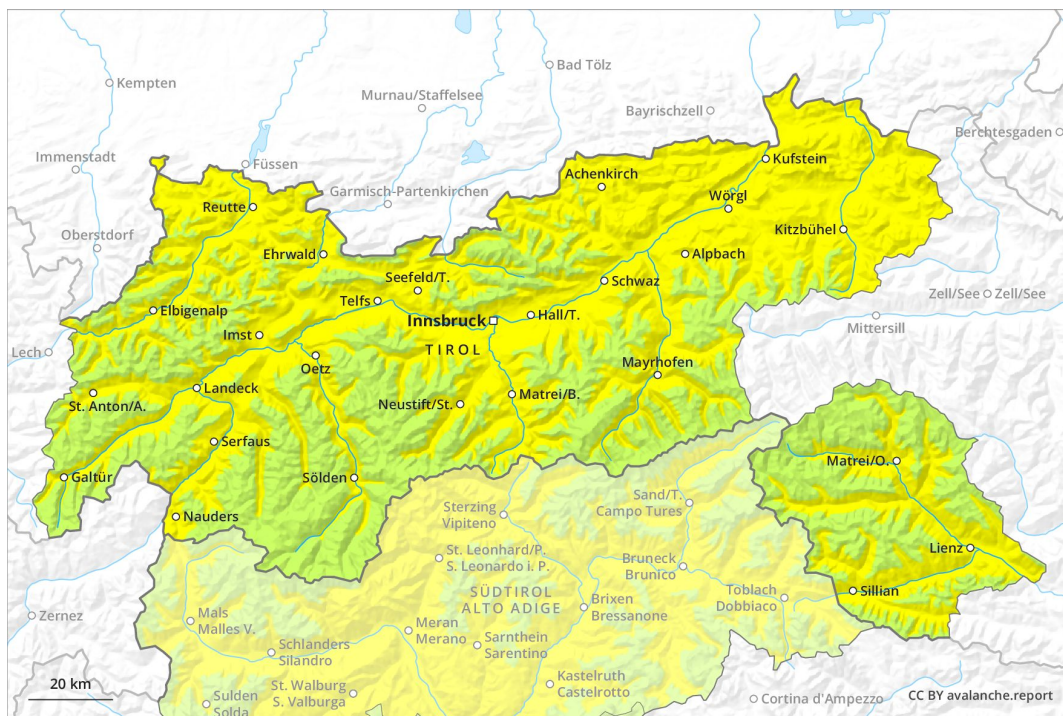 Kempten
Bad Tölz
Murnau/Staffelsee
Bayrischzell
Berchtesgaden
Immenstadt
Füssen
Kufstein
Achenkirch
Garmisch-Partenkirchen
Wörgl
Reutte
Kitzbühel
Oberstdorf
Ehrwald
Alpbach
Seefeld/T.
Schwaz
Telfs
Zell/See
Zell/See
Elbigenalp
Innsbruck
Hall/T.
Mittersill
Imst
TIROL
Lech
Oetz
Mayrhofen
Landeck
St. Anton/A.
Neustift/St.
Matrei/B.
Serfaus
Matrei/O.
Galtür
Sölden
Sand/T.
Campo Tures
Sterzing
Vipiteno
Nauders
Lienz
St. Leonhard/P.
S. Leonardo i. P.
Bruneck
Brunico
SÜDTIROL
ALTO ADIGE
Toblach
Dobbiaco
Sillian
Brixen
Bressanone
Zernez
Mals
Malles V.
Meran
Merano
Sarnthein
Sarentino
Schlanders
Silandro
Kastelruth
Castelrotto
20 km
St. Walburg
S. Valburga
Sulden
Solda
Cortina d'Ampezzo
CC BY avalanche.report